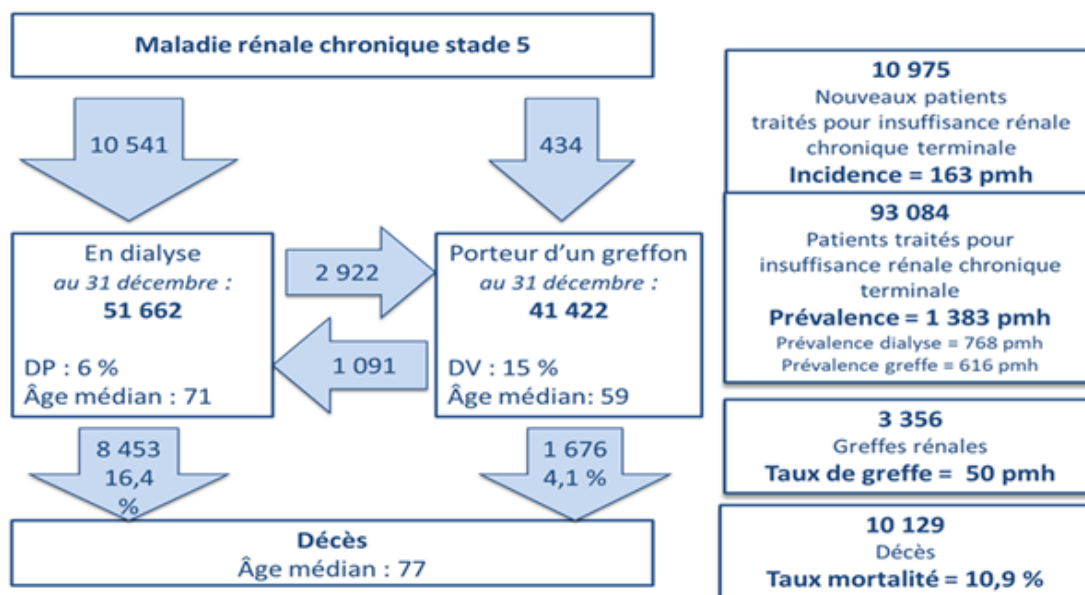 Maladie rénale chronique stade 5
10 541
434
En dialyse
au 31 décembre :
51 662
DP : 6 %
Âge médian : 71
2 922
1 091
Porteur d’un greffon
au 31 décembre :
41 422
DV : 15 %
Âge médian: 59
8 453
16,4
%
1 676
4,1 %
Décès
Âge médian : 77
10 975
Nouveaux patients
traités pour insuffisance rénale
chronique terminale
Incidence = 163 pmh
93 084
Patients traités pour
insuffisance rénale chronique
terminale
Prévalence = 1 383 pmh
Prévalence dialyse = 768 pmh
Prévalence greffe = 616 pmh
3 356
Greffes rénales
Taux de greffe = 50 pmh
10 129
Décès
Taux mortalité = 10,9 %